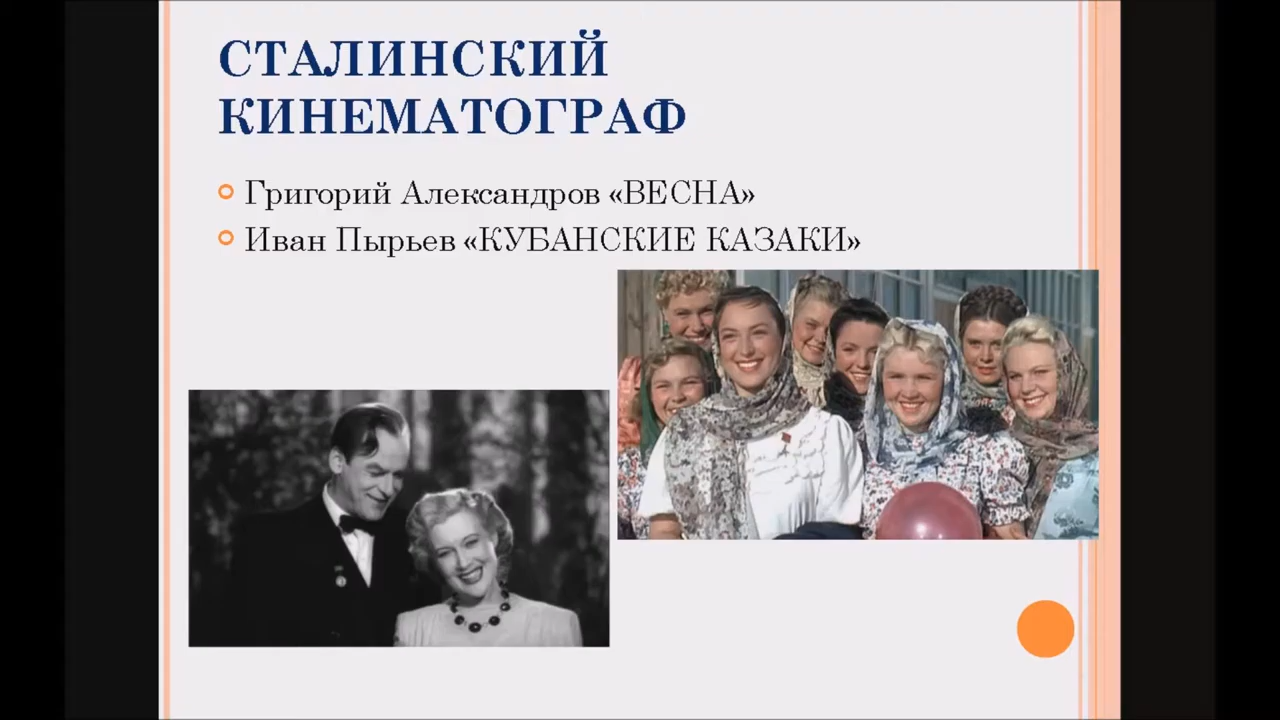 СТАЛИНСКИЙ
КИНЕМАТОГРАФ
Григорий Александров «ВЕСНА»
Иван Пырьев «КУБАНСКИЕ КАЗАКИ»